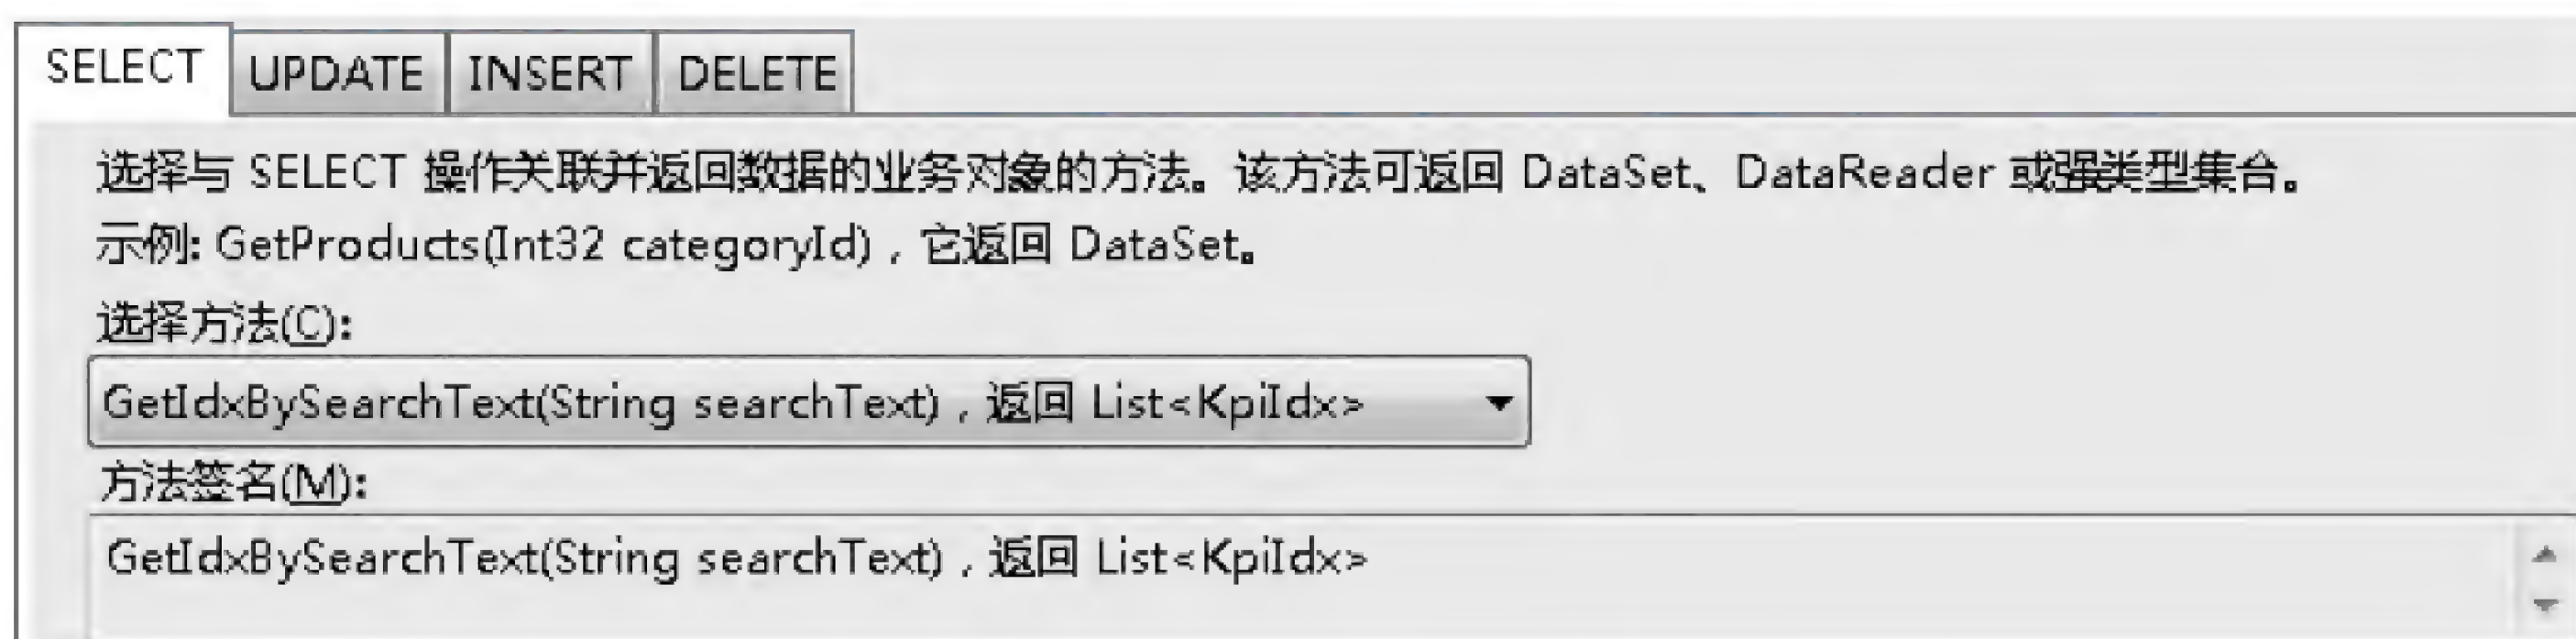 SELECT UPDATE INSERT DELETE
选择与 SELECT 操作关联并返回数据的业务对象的方法。该方法可返回 DataSet、DataReader 或强类型集合。
示例: GetProducts(Int32 categoryId)，它返回 DataSet。
选择方法(C):
GetIdxBySearchText(String searchText)，返回 List<KpiIdx>
方法签名(M):
GetIdxBySearchText(String searchText)，返回 List<KpiIdx>